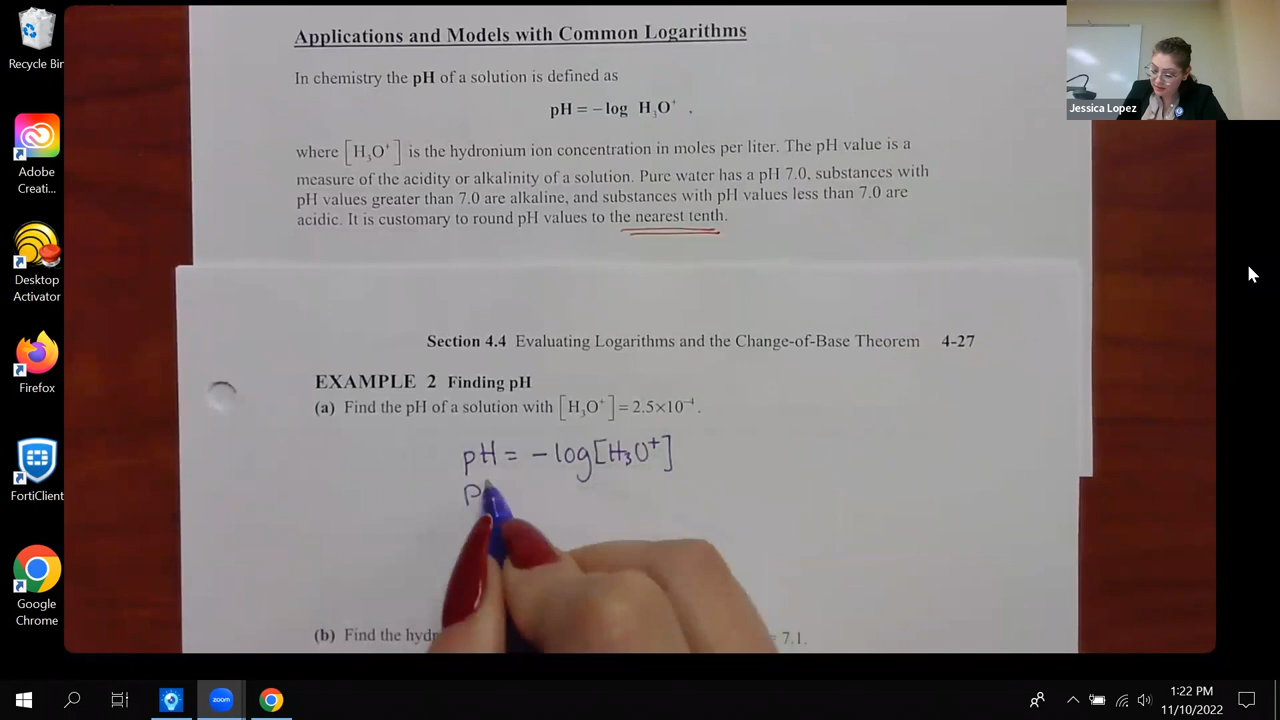 Recycle Bin
Adobe
Creati...
Desktop
Activator
Firefox
FortiClient
Google
Chrome
Applications and Models with Common Logarithms
In chemistry the pH of a solution is defined as
pH = −log H₃O⁺ ,
where [H₃O⁺] is the hydronium ion concentration in moles per liter. The pH value is a
measure of the acidity or alkalinity of a solution. Pure water has a pH 7.0, substances with
pH values greater than 7.0 are alkaline, and substances with pH values less than 7.0 are
acidic. It is customary to round pH values to the nearest tenth.
Jessica Lopez
Section 4.4 Evaluating Logarithms and the Change-of-Base Theorem 4-27
EXAMPLE 2 Finding pH
(a) Find the pH of a solution with [H₃O⁺] = 2.5×10⁻⁴.
pH = −log[H₃O⁺]
p
(b) Find the hydr 7.1.
zoom
1:22 PM
11/10/2022